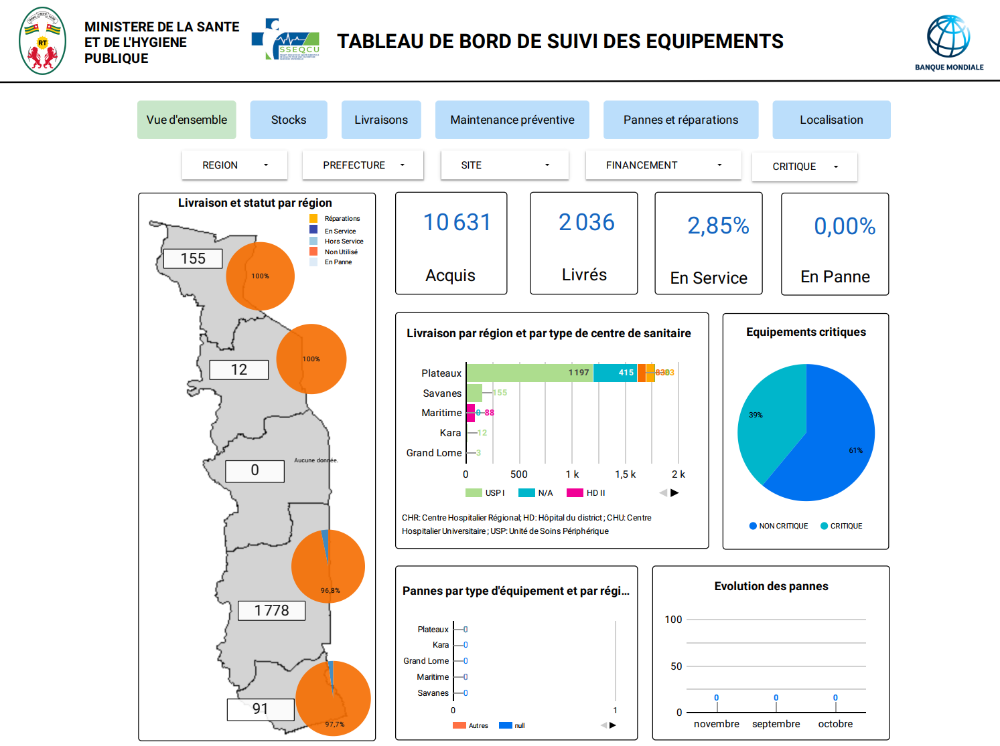 MINISTERE DE LA SANTE
ET DE L'HYGIENE
PUBLIQUE
RT
SSEQCU
TABLEAU DE BORD DE SUIVI DES EQUIPEMENTS
BANQUE MONDIALE
Vue d'ensemble
Stocks
Livraisons
Maintenance préventive
Pannes et réparations
Localisation
REGION
PREFECTURE
SITE
FINANCEMENT
CRITIQUE
Livraison et statut par région
Réparations
En Service
Hors Service
Non Utilisé
En Panne
155
100%
12
100%
0
Aucune donnée.
96,8%
1 778
91
97,7%
10 631
Acquis
2 036
Livrés
2,85%
En Service
0,00%
En Panne
Livraison par région et par type de centre de sanitaire
Plateaux
1 197
415
Savanes
155
Maritime
0
88
Kara
12
Grand Lome
3
0
500
1 k
1,5 k
2 k
USP I
N/A
HD II
CHR: Centre Hospitalier Régional; HD: Hôpital du district ; CHU: Centre
Hospitalier Universitaire ; USP: Unité de Soins Périphérique
Equipements critiques
39%
61%
NON CRITIQUE
CRITIQUE
Pannes par type d'équipement et par régi...
Plateaux
0
Kara
0
Grand Lome
0
Maritime
0
Savanes
0
0
1
Autres
null
Evolution des pannes
100
50
0
0
0
0
novembre
septembre
octobre